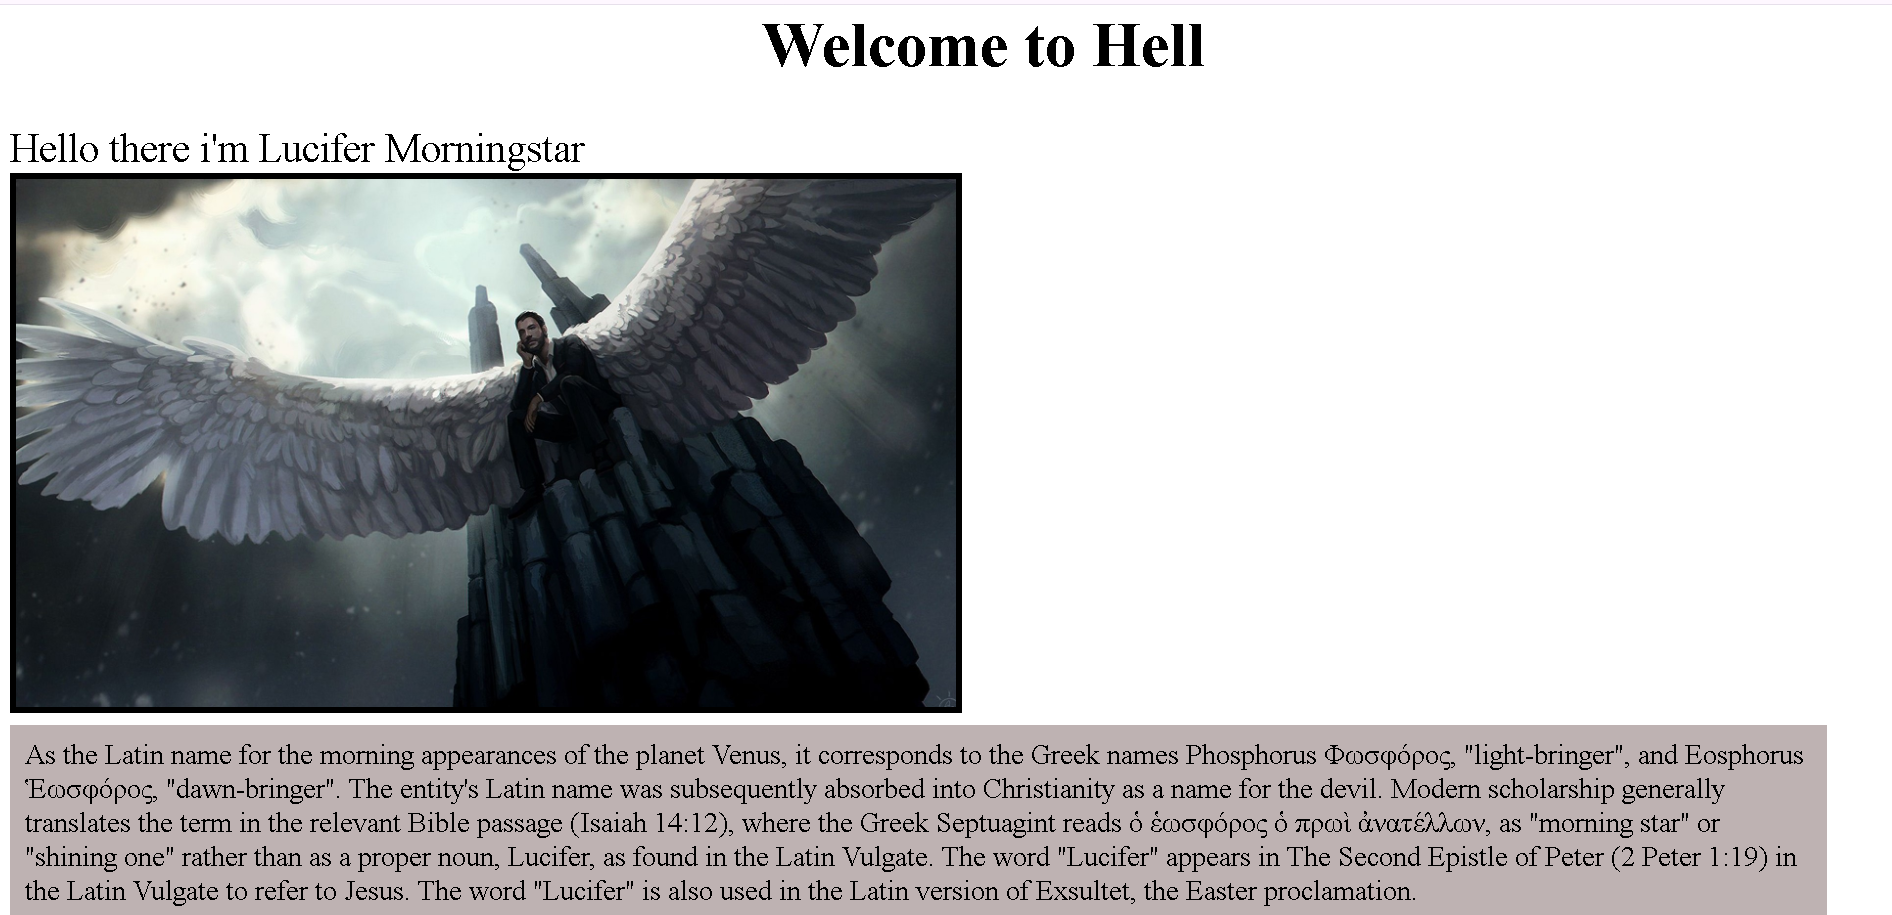 Welcome to Hell
Hello there i'm Lucifer Morningstar
As the Latin name for the morning appearances of the planet Venus, it corresponds to the Greek names Phosphorus Φωσφόρος, "light-bringer", and Eosphorus
Ἑωσφόρος, "dawn-bringer". The entity's Latin name was subsequently absorbed into Christianity as a name for the devil. Modern scholarship generally
translates the term in the relevant Bible passage (Isaiah 14:12), where the Greek Septuagint reads ὁ ἑωσφόρος ὁ πρωὶ ἀνατέλλων, as "morning star" or
"shining one" rather than as a proper noun, Lucifer, as found in the Latin Vulgate. The word "Lucifer" appears in The Second Epistle of Peter (2 Peter 1:19) in
the Latin Vulgate to refer to Jesus. The word "Lucifer" is also used in the Latin version of Exsultet, the Easter proclamation.